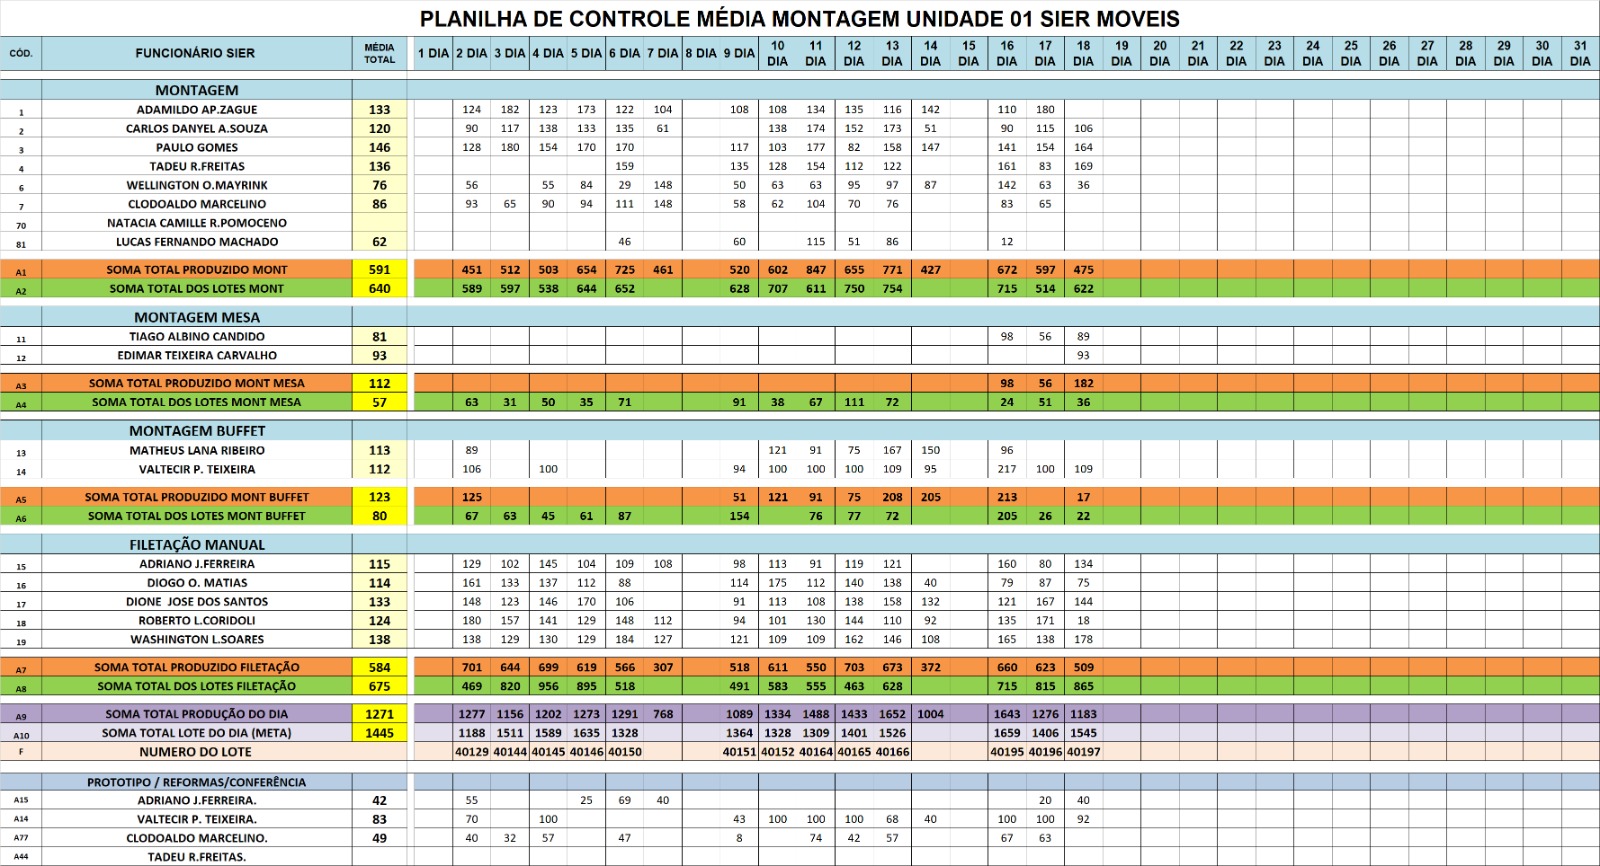 PLANILHA DE CONTROLE MÉDIA MONTAGEM UNIDADE 01 SIER MOVEIS
CÓD. FUNCIONÁRIO SIER MÉDIA TOTAL 1 DIA 2 DIA 3 DIA 4 DIA 5 DIA 6 DIA 7 DIA 8 DIA 9 DIA 10 DIA 11 DIA 12 DIA 13 DIA 14 DIA 15 DIA 16 DIA 17 DIA 18 DIA 19 DIA 20 DIA 21 DIA 22 DIA 23 DIA 24 DIA 25 DIA 26 DIA 27 DIA 28 DIA 29 DIA 30 DIA 31 DIA
MONTAGEM
1 ADAMILDO AP.ZAGUE 133 124 182 123 173 122 104 108 108 134 135 116 142 110 180
2 CARLOS DANYEL A.SOUZA 120 90 117 138 133 135 61 138 174 152 173 51 90 115 106
3 PAULO GOMES 146 128 180 154 170 170 117 103 177 82 158 147 141 154 164
4 TADEU R.FREITAS 136 159 135 128 154 112 122 161 83 169
6 WELLINGTON O.MAYRINK 76 56 55 84 29 148 50 63 63 95 97 87 142 63 36
7 CLODOALDO MARCELINO 86 93 65 90 94 111 148 58 62 104 70 76 83 65
70 NATACIA CAMILLE R.POMOCENO
81 LUCAS FERNANDO MACHADO 62 46 60 115 51 86 12
A1 SOMA TOTAL PRODUZIDO MONT 591 451 512 503 654 725 461 520 602 847 655 771 427 672 597 475
A2 SOMA TOTAL DOS LOTES MONT 640 589 597 538 644 652 628 707 611 750 754 715 514 622
MONTAGEM MESA
11 TIAGO ALBINO CANDIDO 81 98 56 89
12 EDIMAR TEIXEIRA CARVALHO 93 93
A3 SOMA TOTAL PRODUZIDO MONT MESA 112 98 56 182
A4 SOMA TOTAL DOS LOTES MONT MESA 57 63 31 50 35 71 91 38 67 111 72 24 51 36
MONTAGEM BUFFET
13 MATHEUS LANA RIBEIRO 113 89 121 91 75 167 150 96
14 VALTECIR P. TEIXEIRA 112 106 100 94 100 100 100 109 95 217 100 109
A5 SOMA TOTAL PRODUZIDO MONT BUFFET 123 125 51 121 91 75 208 205 213 17
A6 SOMA TOTAL DOS LOTES MONT BUFFET 80 67 63 45 61 87 154 76 77 72 205 26 22
FILETAÇÃO MANUAL
15 ADRIANO J.FERREIRA 115 129 102 145 104 109 108 98 113 91 119 121 160 80 134
16 DIOGO O. MATIAS 114 161 133 137 112 88 114 175 112 140 138 40 79 87 75
17 DIONE JOSE DOS SANTOS 133 148 123 146 170 106 91 113 108 138 158 132 121 167 144
18 ROBERTO L.CORIDOLI 124 180 157 141 129 148 112 94 101 130 144 110 92 135 171 18
19 WASHINGTON L.SOARES 138 138 129 130 129 184 127 121 109 109 162 146 108 165 138 178
A7 SOMA TOTAL PRODUZIDO FILETAÇÃO 584 701 644 699 619 566 307 518 611 550 703 673 372 660 623 509
A8 SOMA TOTAL DOS LOTES FILETAÇÃO 675 469 820 956 895 518 491 583 555 463 628 715 815 865
A9 SOMA TOTAL PRODUÇÃO DO DIA 1271 1277 1156 1202 1273 1291 768 1089 1334 1488 1433 1652 1004 1643 1276 1183
A10 SOMA TOTAL LOTE DO DIA (META) 1445 1188 1511 1589 1635 1328 1364 1328 1309 1401 1526 1659 1406 1545
F NUMERO DO LOTE 40129 40144 40145 40146 40150 40151 40152 40164 40165 40166 40195 40196 40197
PROTOTIPO / REFORMAS/CONFERÊNCIA
A15 ADRIANO J.FERREIRA. 42 55 25 69 40 20 40
A14 VALTECIR P. TEIXEIRA. 83 70 100 43 100 100 100 68 40 100 100 92
A77 CLODOALDO MARCELINO. 49 40 32 57 47 8 74 42 57 67 63
A44 TADEU R.FREITAS.